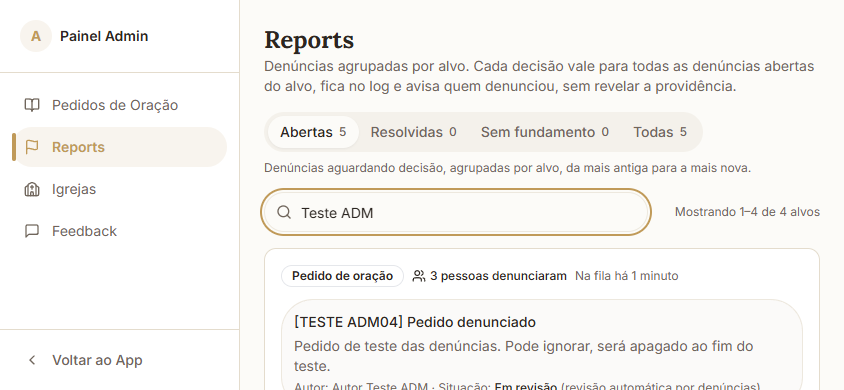 A Painel Admin
Pedidos de Oração
Reports
Igrejas
Feedback
Voltar ao App
Reports
Denúncias agrupadas por alvo. Cada decisão vale para todas as denúncias abertas
do alvo, fica no log e avisa quem denunciou, sem revelar a providência.
Abertas 5 Resolvidas 0 Sem fundamento 0 Todas 5
Denúncias aguardando decisão, agrupadas por alvo, da mais antiga para a mais nova.
Teste ADM Mostrando 1–4 de 4 alvos
Pedido de oração 3 pessoas denunciaram Na fila há 1 minuto
[TESTE ADM04] Pedido denunciado
Pedido de teste das denúncias. Pode ignorar, será apagado ao fim do
teste.
Autor: Autor Teste ADM · Situação: Em revisão (revisão automática por denúncias)